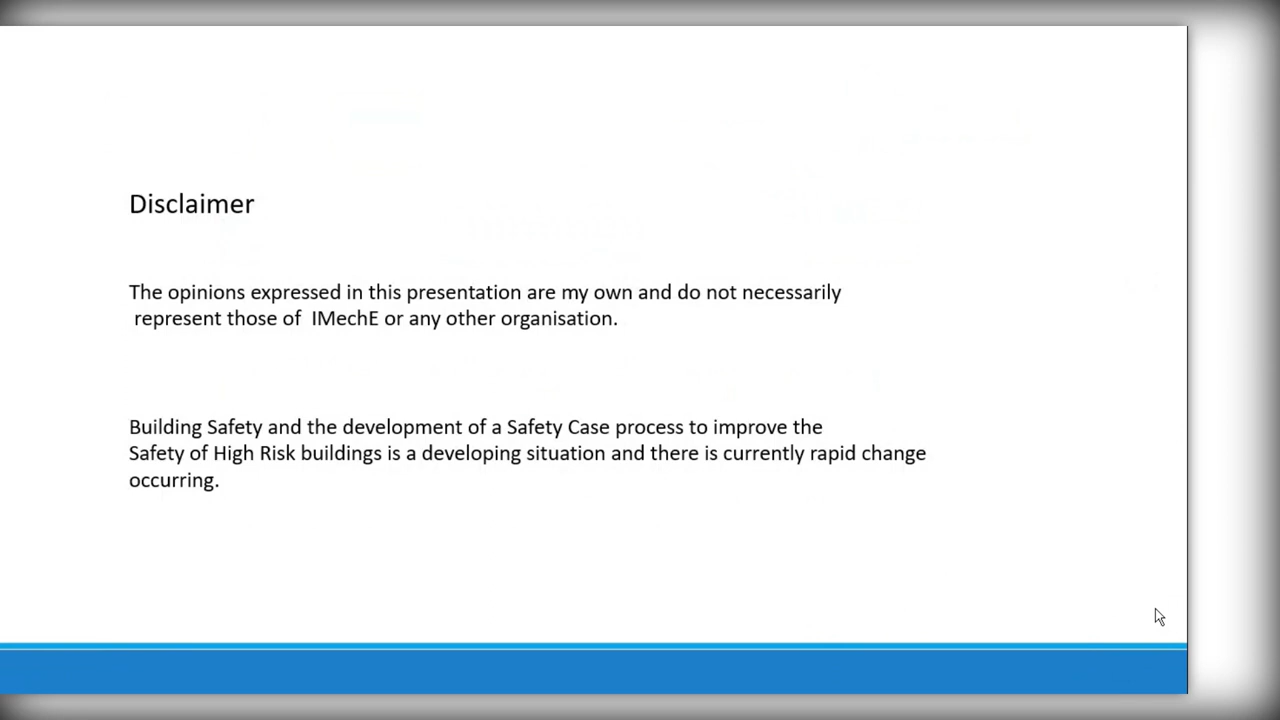 Disclaimer
The opinions expressed in this presentation are my own and do not necessarily
represent those of IMechE or any other organisation.
Building Safety and the development of a Safety Case process to improve the
Safety of High Risk buildings is a developing situation and there is currently rapid change
occurring.